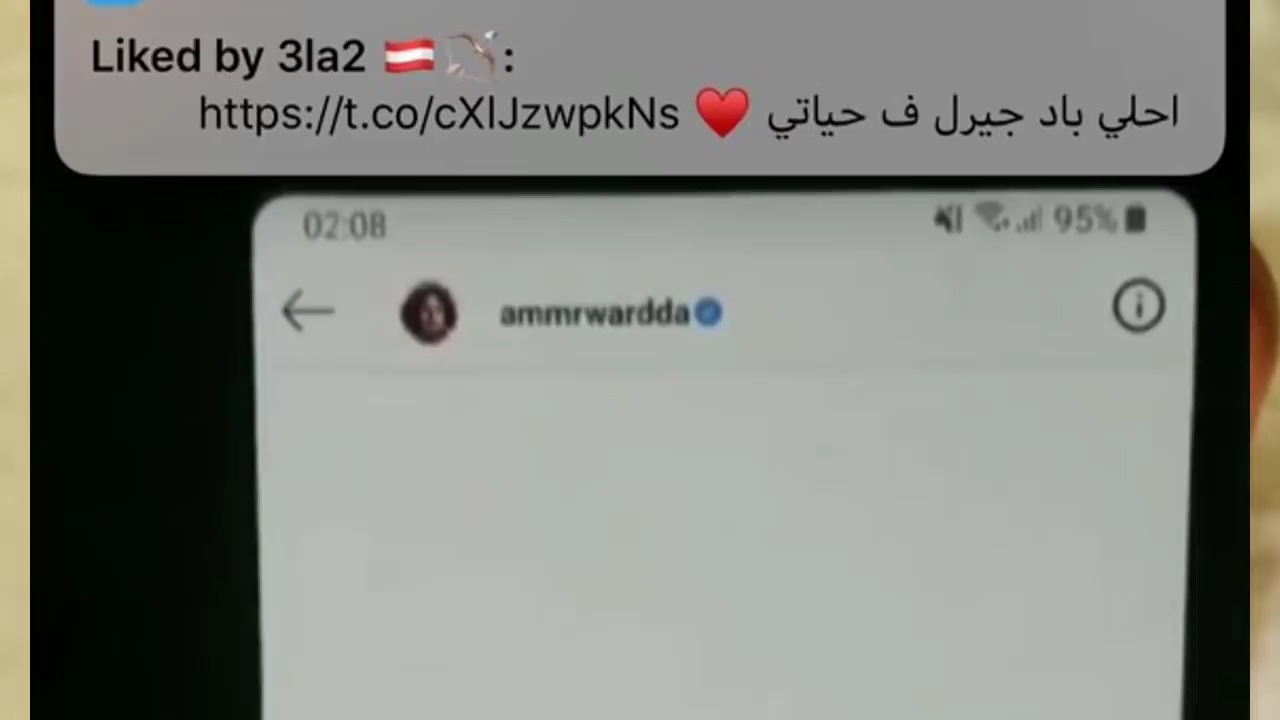 Liked by 3la2 🇦🇹🏹:
احلي باد جيرل ف حياتي ❤️ https://t.co/cXlJzwpkNs
02:08 95%
ammrwardda